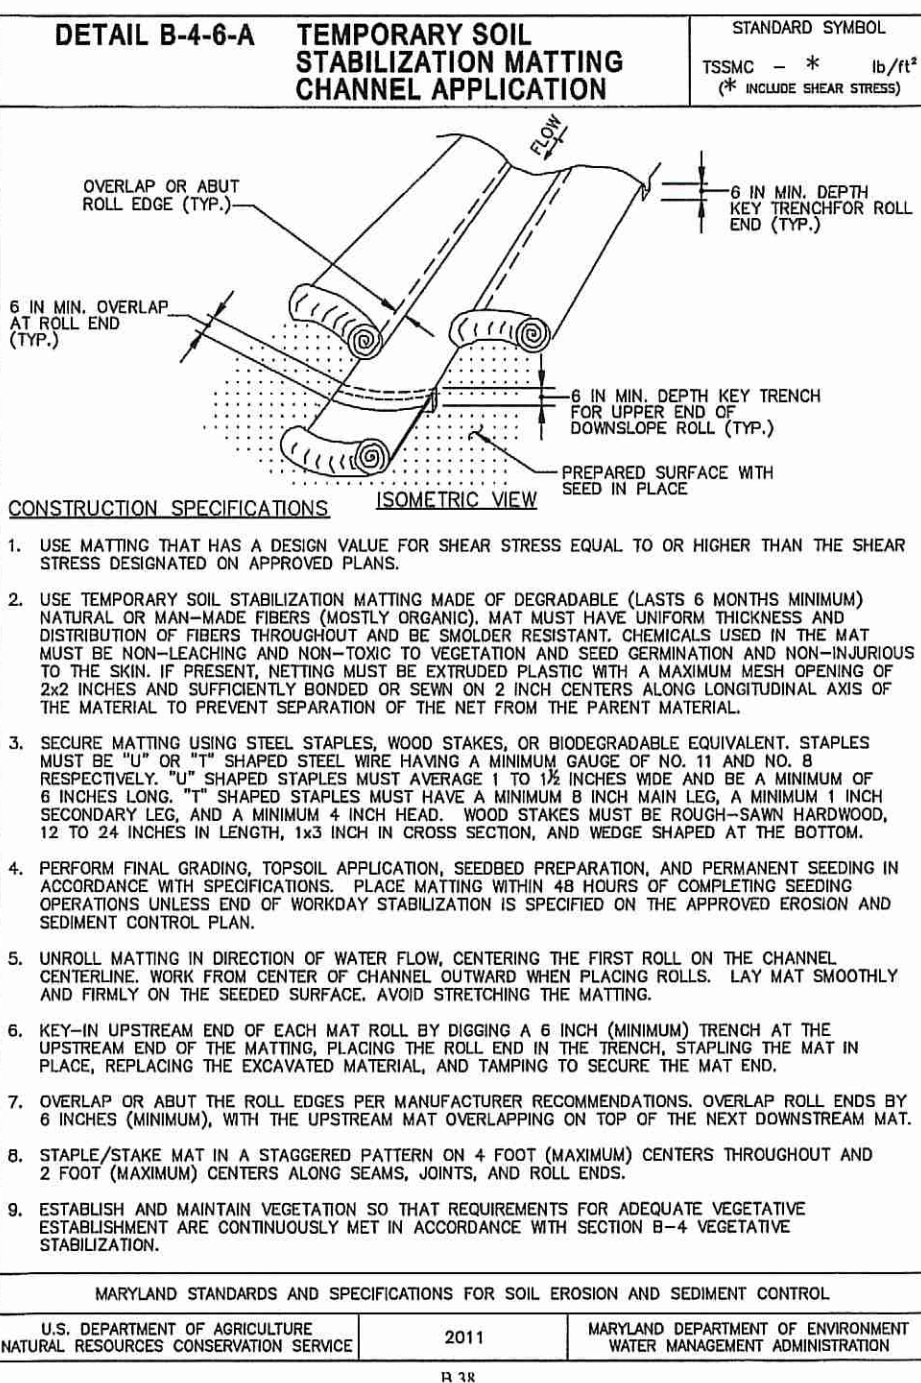 DETAIL B-4-6-A
TEMPORARY SOIL
STABILIZATION MATTING
CHANNEL APPLICATION
STANDARD SYMBOL
TSSMC – * lb/ft²
(* INCLUDE SHEAR STRESS)
FLOW
OVERLAP OR ABUT
ROLL EDGE (TYP.)
6 IN MIN. DEPTH
KEY TRENCHFOR ROLL
END (TYP.)
6 IN MIN. OVERLAP
AT ROLL END
(TYP.)
6 IN MIN. DEPTH KEY TRENCH
FOR UPPER END OF
DOWNSLOPE ROLL (TYP.)
PREPARED SURFACE WITH
SEED IN PLACE
ISOMETRIC VIEW
CONSTRUCTION SPECIFICATIONS
1. USE MATTING THAT HAS A DESIGN VALUE FOR SHEAR STRESS EQUAL TO OR HIGHER THAN THE SHEAR
STRESS DESIGNATED ON APPROVED PLANS.
2. USE TEMPORARY SOIL STABILIZATION MATTING MADE OF DEGRADABLE (LASTS 6 MONTHS MINIMUM)
NATURAL OR MAN-MADE FIBERS (MOSTLY ORGANIC). MAT MUST HAVE UNIFORM THICKNESS AND
DISTRIBUTION OF FIBERS THROUGHOUT AND BE SMOLDER RESISTANT. CHEMICALS USED IN THE MAT
MUST BE NON-LEACHING AND NON-TOXIC TO VEGETATION AND SEED GERMINATION AND NON-INJURIOUS
TO THE SKIN. IF PRESENT, NETTING MUST BE EXTRUDED PLASTIC WITH A MAXIMUM MESH OPENING OF
2x2 INCHES AND SUFFICIENTLY BONDED OR SEWN ON 2 INCH CENTERS ALONG LONGITUDINAL AXIS OF
THE MATERIAL TO PREVENT SEPARATION OF THE NET FROM THE PARENT MATERIAL.
3. SECURE MATTING USING STEEL STAPLES, WOOD STAKES, OR BIODEGRADABLE EQUIVALENT. STAPLES
MUST BE "U" OR "T" SHAPED STEEL WIRE HAVING A MINIMUM GAUGE OF NO. 11 AND NO. 8
RESPECTIVELY. "U" SHAPED STAPLES MUST AVERAGE 1 TO 1½ INCHES WIDE AND BE A MINIMUM OF
6 INCHES LONG. "T" SHAPED STAPLES MUST HAVE A MINIMUM 8 INCH MAIN LEG, A MINIMUM 1 INCH
SECONDARY LEG, AND A MINIMUM 4 INCH HEAD. WOOD STAKES MUST BE ROUGH-SAWN HARDWOOD,
12 TO 24 INCHES IN LENGTH, 1x3 INCH IN CROSS SECTION, AND WEDGE SHAPED AT THE BOTTOM.
4. PERFORM FINAL GRADING, TOPSOIL APPLICATION, SEEDBED PREPARATION, AND PERMANENT SEEDING IN
ACCORDANCE WITH SPECIFICATIONS. PLACE MATTING WITHIN 48 HOURS OF COMPLETING SEEDING
OPERATIONS UNLESS END OF WORKDAY STABILIZATION IS SPECIFIED ON THE APPROVED EROSION AND
SEDIMENT CONTROL PLAN.
5. UNROLL MATTING IN DIRECTION OF WATER FLOW, CENTERING THE FIRST ROLL ON THE CHANNEL
CENTERLINE. WORK FROM CENTER OF CHANNEL OUTWARD WHEN PLACING ROLLS. LAY MAT SMOOTHLY
AND FIRMLY ON THE SEEDED SURFACE. AVOID STRETCHING THE MATTING.
6. KEY-IN UPSTREAM END OF EACH MAT ROLL BY DIGGING A 6 INCH (MINIMUM) TRENCH AT THE
UPSTREAM END OF THE MATTING, PLACING THE ROLL END IN THE TRENCH, STAPLING THE MAT IN
PLACE, REPLACING THE EXCAVATED MATERIAL, AND TAMPING TO SECURE THE MAT END.
7. OVERLAP OR ABUT THE ROLL EDGES PER MANUFACTURER RECOMMENDATIONS. OVERLAP ROLL ENDS BY
6 INCHES (MINIMUM), WITH THE UPSTREAM MAT OVERLAPPING ON TOP OF THE NEXT DOWNSTREAM MAT.
8. STAPLE/STAKE MAT IN A STAGGERED PATTERN ON 4 FOOT (MAXIMUM) CENTERS THROUGHOUT AND
2 FOOT (MAXIMUM) CENTERS ALONG SEAMS, JOINTS, AND ROLL ENDS.
9. ESTABLISH AND MAINTAIN VEGETATION SO THAT REQUIREMENTS FOR ADEQUATE VEGETATIVE
ESTABLISHMENT ARE CONTINUOUSLY MET IN ACCORDANCE WITH SECTION B-4 VEGETATIVE
STABILIZATION.
MARYLAND STANDARDS AND SPECIFICATIONS FOR SOIL EROSION AND SEDIMENT CONTROL
U.S. DEPARTMENT OF AGRICULTURE
NATURAL RESOURCES CONSERVATION SERVICE
2011
MARYLAND DEPARTMENT OF ENVIRONMENT
WATER MANAGEMENT ADMINISTRATION
B.38